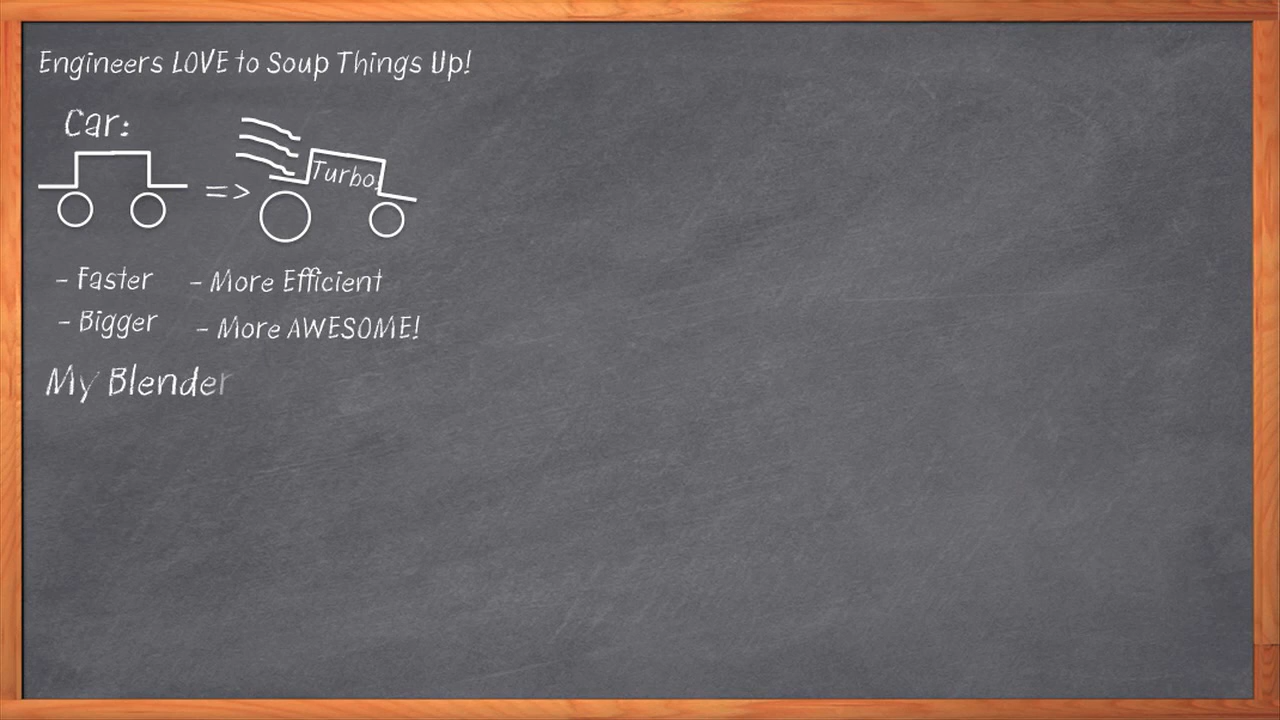 Engineers LOVE to Soup Things Up!
Car:
=> Turbo!
- Faster - More Efficient
- Bigger - More AWESOME!
My Blender